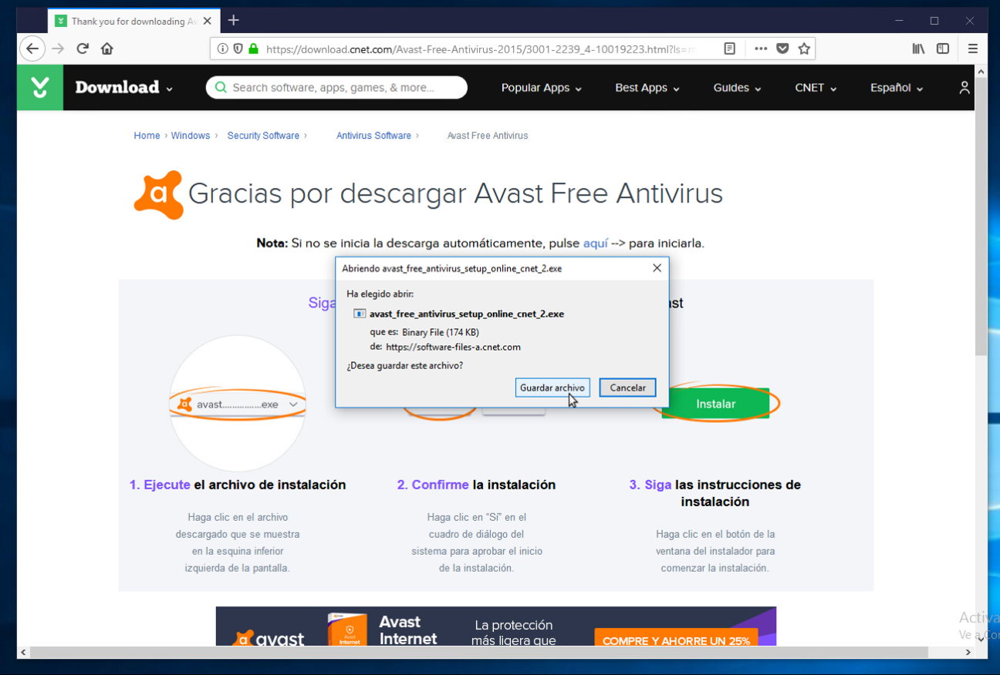 Thank you for downloading Av
https://download.cnet.com/Avast-Free-Antivirus-2015/3001-2239_4-10019223.html?ls=
Download
Search software, apps, games, & more...
Popular Apps
Best Apps
Guides
CNET
Español
Home › Windows › Security Software › Antivirus Software › Avast Free Antivirus
a Gracias por descargar Avast Free Antivirus
Nota: Si no se inicia la descarga automáticamente, pulse aquí --> para iniciarla.
Abriendo avast_free_antivirus_setup_online_cnet_2.exe
Ha elegido abrir:
avast_free_antivirus_setup_online_cnet_2.exe
que es: Binary File (174 KB)
de: https://software-files-a.cnet.com
¿Desea guardar este archivo?
Guardar archivo
Cancelar
Siga
ast
avast...............exe
Instalar
1. Ejecute el archivo de instalación
Haga clic en el archivo
descargado que se muestra
en la esquina inferior
izquierda de la pantalla.
2. Confirme la instalación
Haga clic en “Sí” en el
cuadro de diálogo del
sistema para aprobar el inicio
de la instalación.
3. Siga las instrucciones de
instalación
Haga clic en el botón de la
ventana del instalador para
comenzar la instalación.
avast
Avast
Internet
Avast
Internet
La protección
más ligera que
COMPRE Y AHORRE UN 25%
Activa
Ve a Con